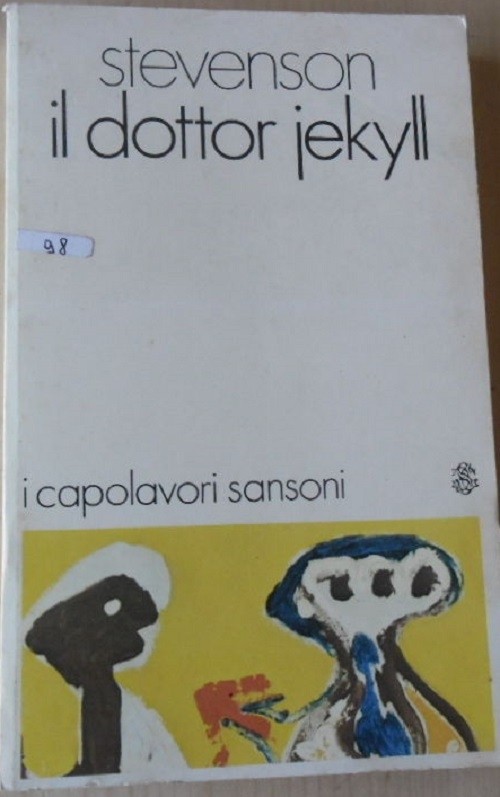 stevenson
il dottor jekyll
98
i capolavori sansoni